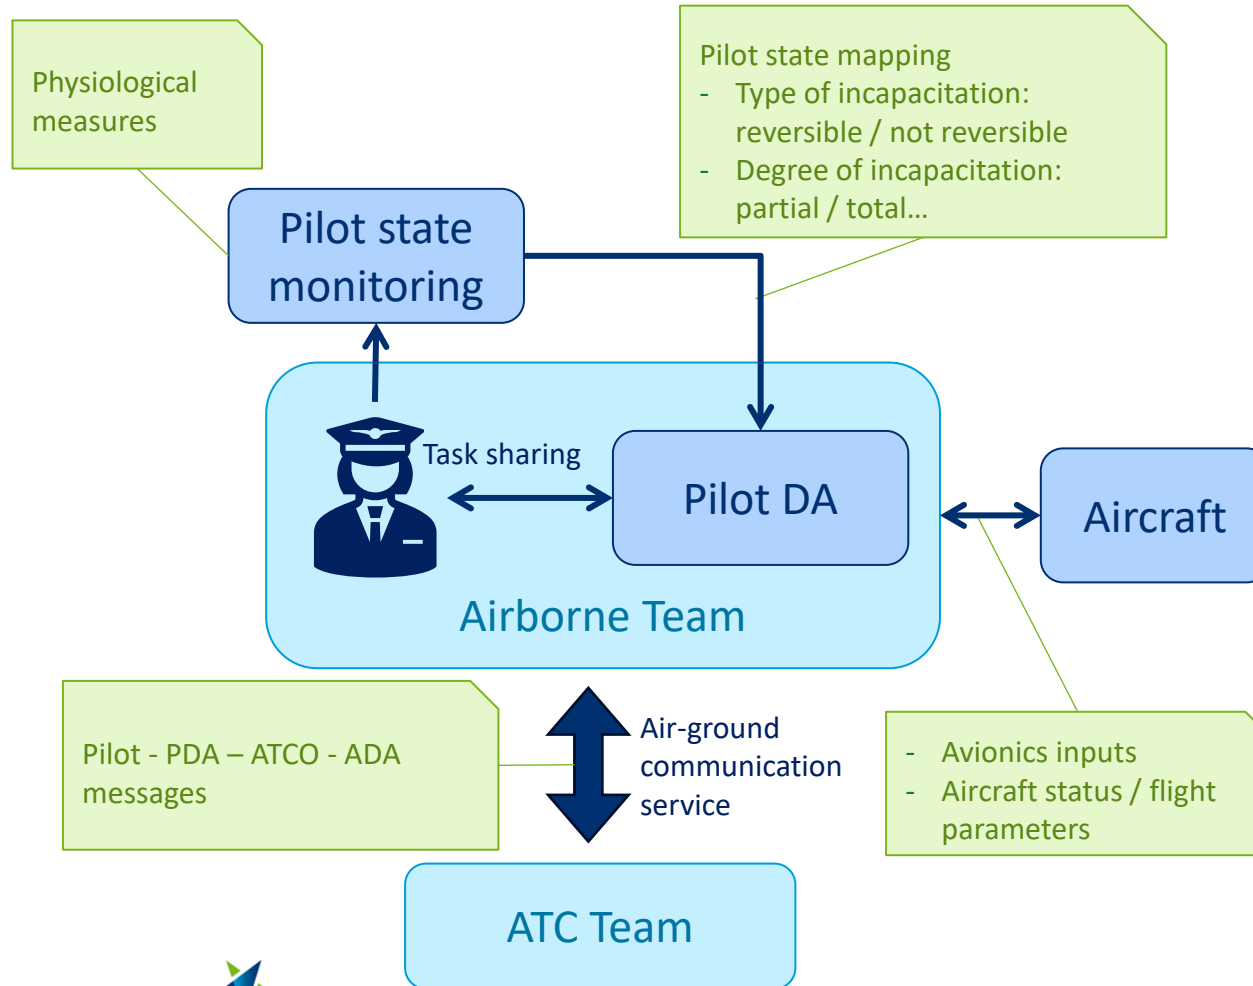 Physiological
measures
Pilot state mapping
- Type of incapacitation:
reversible / not reversible
- Degree of incapacitation:
partial / total…
Pilot state
monitoring
Task sharing
Pilot DA
Aircraft
Airborne Team
Pilot - PDA – ATCO - ADA
messages
Air-ground
communication
service
- Avionics inputs
- Aircraft status / flight
parameters
ATC Team